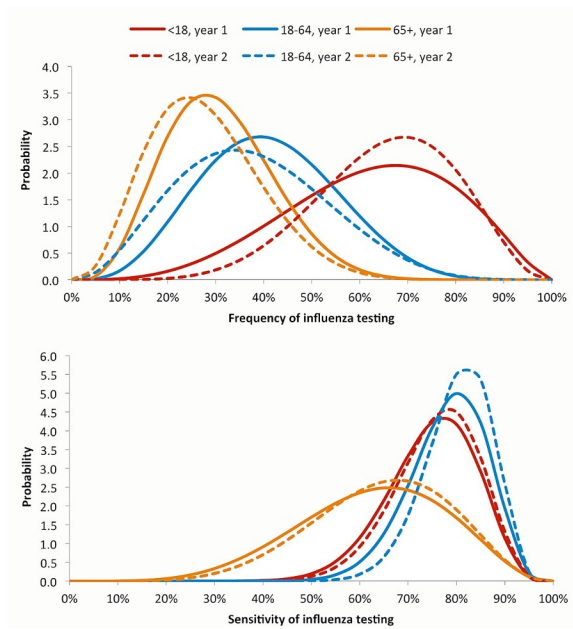 <18, year 1 18-64, year 1 65+, year 1
<18, year 2 18-64, year 2 65+, year 2
4.0
3.5
3.0
2.5
2.0
1.5
1.0
0.5
0.0
Probability
0% 10% 20% 30% 40% 50% 60% 70% 80% 90% 100%
Frequency of influenza testing
6.0
5.5
5.0
4.5
4.0
3.5
3.0
2.5
2.0
1.5
1.0
0.5
0.0
Probability
0% 10% 20% 30% 40% 50% 60% 70% 80% 90% 100%
Sensitivity of influenza testing